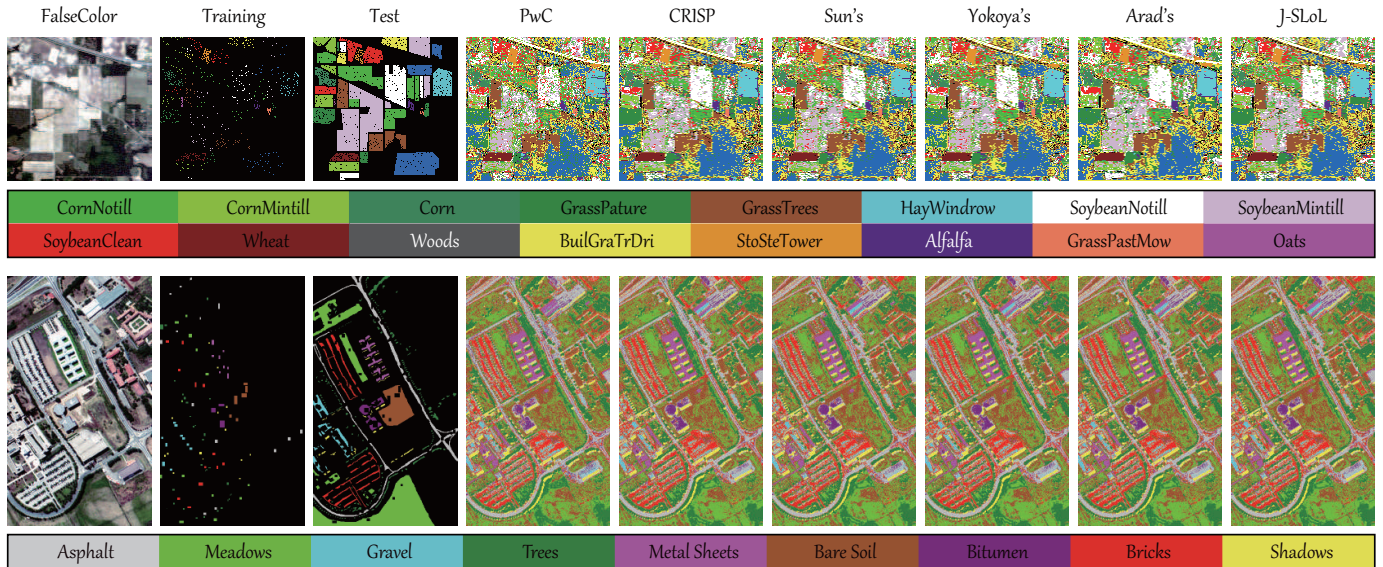 FalseColor Training Test PwC CRISP Sun's Yokoya's Arad's J-SLoL
CornNotill CornMintill Corn GrassPature GrassTrees HayWindrow SoybeanNotill SoybeanMintill
SoybeanClean Wheat Woods BuilGraTrDri StoSteTower Alfalfa GrassPastMow Oats
Asphalt Meadows Gravel Trees Metal Sheets Bare Soil Bitumen Bricks Shadows